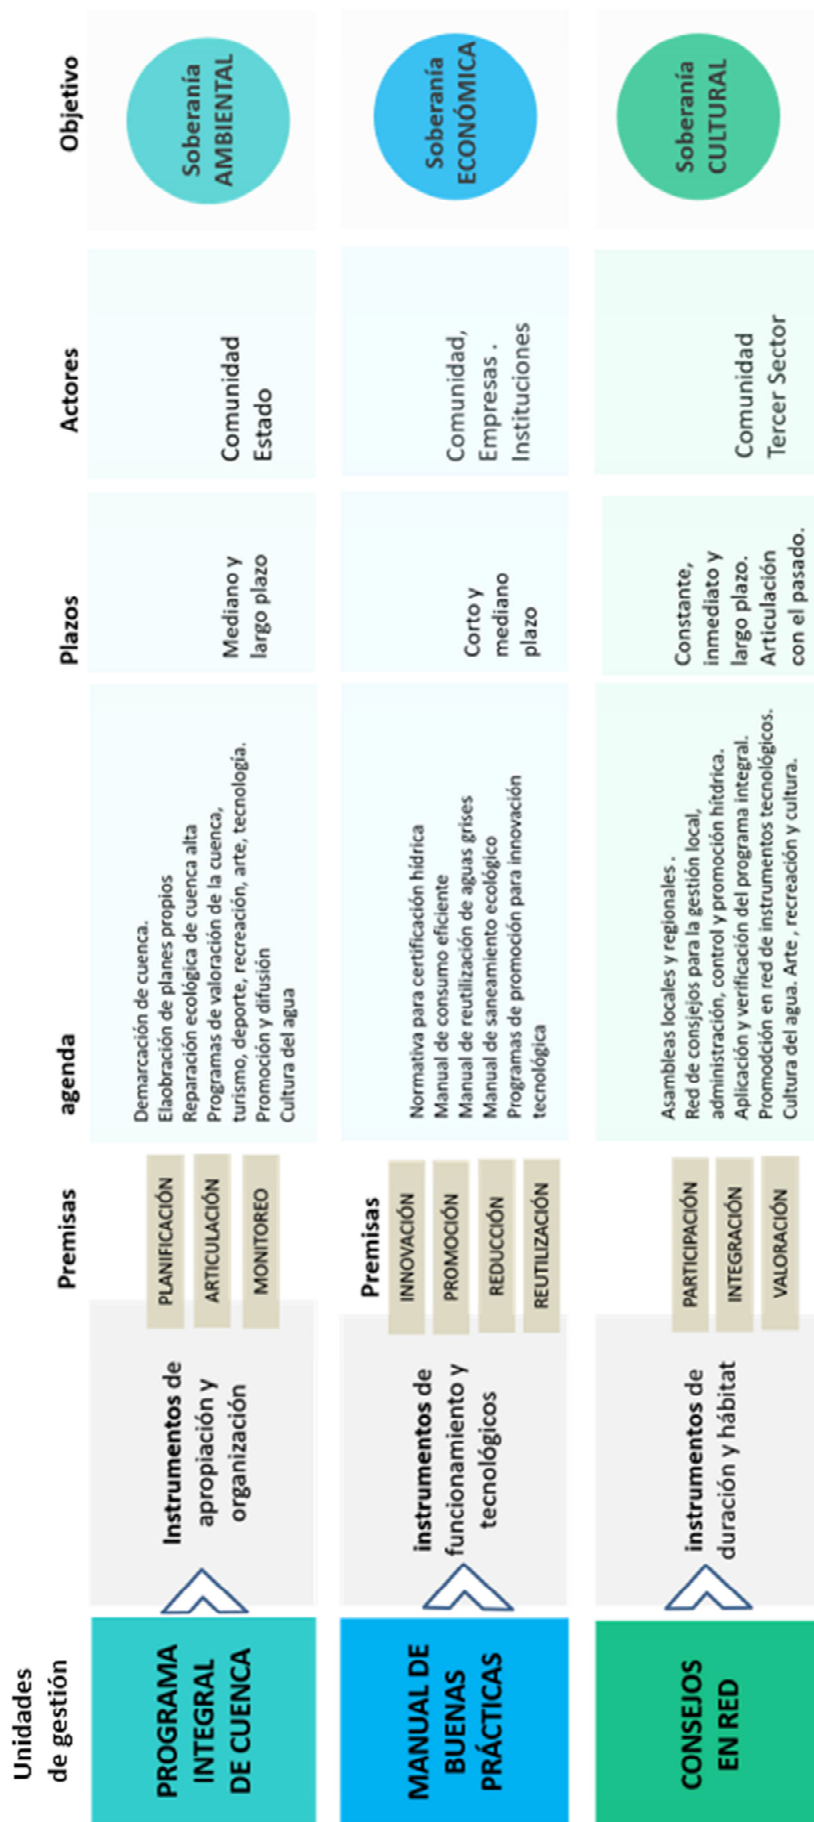 Unidades
de gestión
Premisas
agenda
Plazos
Actores
Objetivo
PROGRAMA
INTEGRAL
DE CUENCA
Instrumentos de
apropiación y
organización
PLANIFICACIÓN
ARTICULACIÓN
MONITOREO
Demarcación de cuenca.
Elaobración de planes propios
Reparación ecológica de cuenca alta
Programas de valoración de la cuenca,
turismo, deporte, recreación, arte, tecnología.
Promoción y difusión
Cultura del agua
Mediano y
largo plazo
Comunidad
Estado
Soberanía
AMBIENTAL
MANUAL DE
BUENAS
PRÁCTICAS
instrumentos de
funcionamiento y
tecnológicos
Premisas
INNOVACIÓN
PROMOCIÓN
REDUCCIÓN
REUTILIZACIÓN
Normativa para certificación hídrica
Manual de consumo eficiente
Manual de reutilización de aguas grises
Manual de saneamiento ecológico
Programas de promoción para innovación
tecnológica
Corto y
mediano
plazo
Comunidad,
Empresas .
Instituciones
Soberanía
ECONÓMICA
CONSEJOS
EN RED
instrumentos de
duración y hábitat
PARTICIPACIÓN
INTEGRACIÓN
VALORACIÓN
Asambleas locales y regionales .
Red de consjejos para la gestión local,
administración, control y promoción hítdrica.
Aplicación y verificación del programa integral.
Promodción en red de instrumentos tecnológicos.
Cultura del agua. Arte , recreación y cultura.
Constante,
inmediato y
largo plazo.
Articulación
con el pasado.
Comunidad
Tercer Sector
Soberanía
CULTURAL